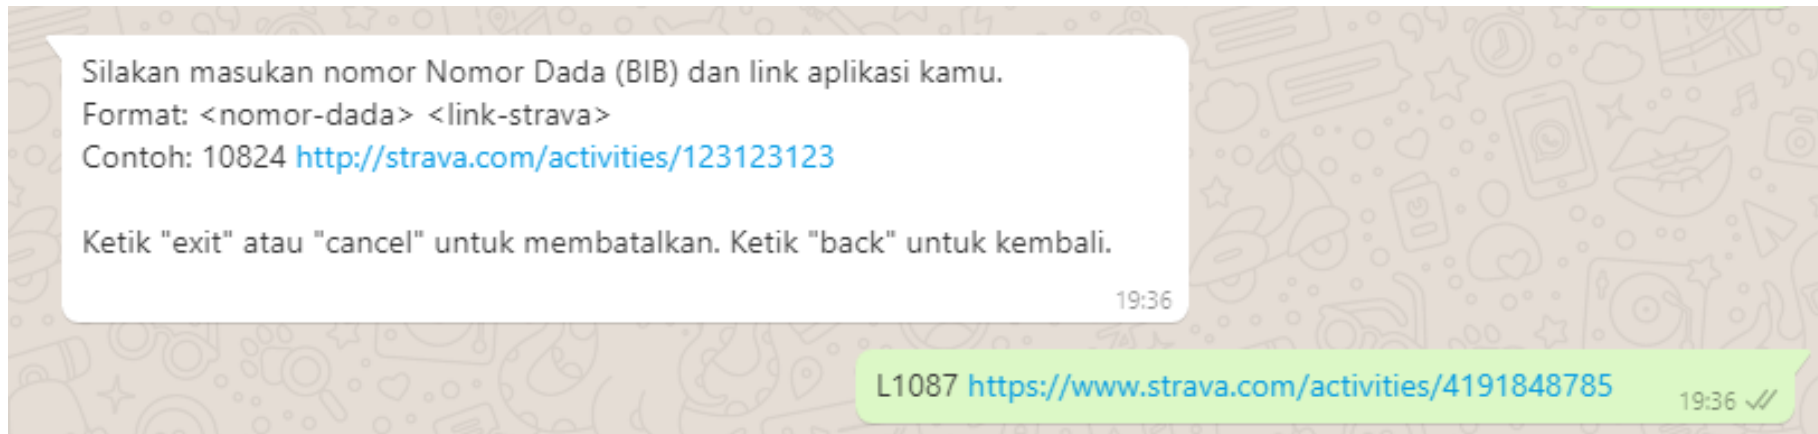 Silakan masukan nomor Nomor Dada (BIB) dan link aplikasi kamu.
Format: <nomor-dada> <link-strava>
Contoh: 10824 http://strava.com/activities/123123123
Ketik "exit" atau "cancel" untuk membatalkan. Ketik "back" untuk kembali.
19:36
L1087 https://www.strava.com/activities/4191848785
19:36